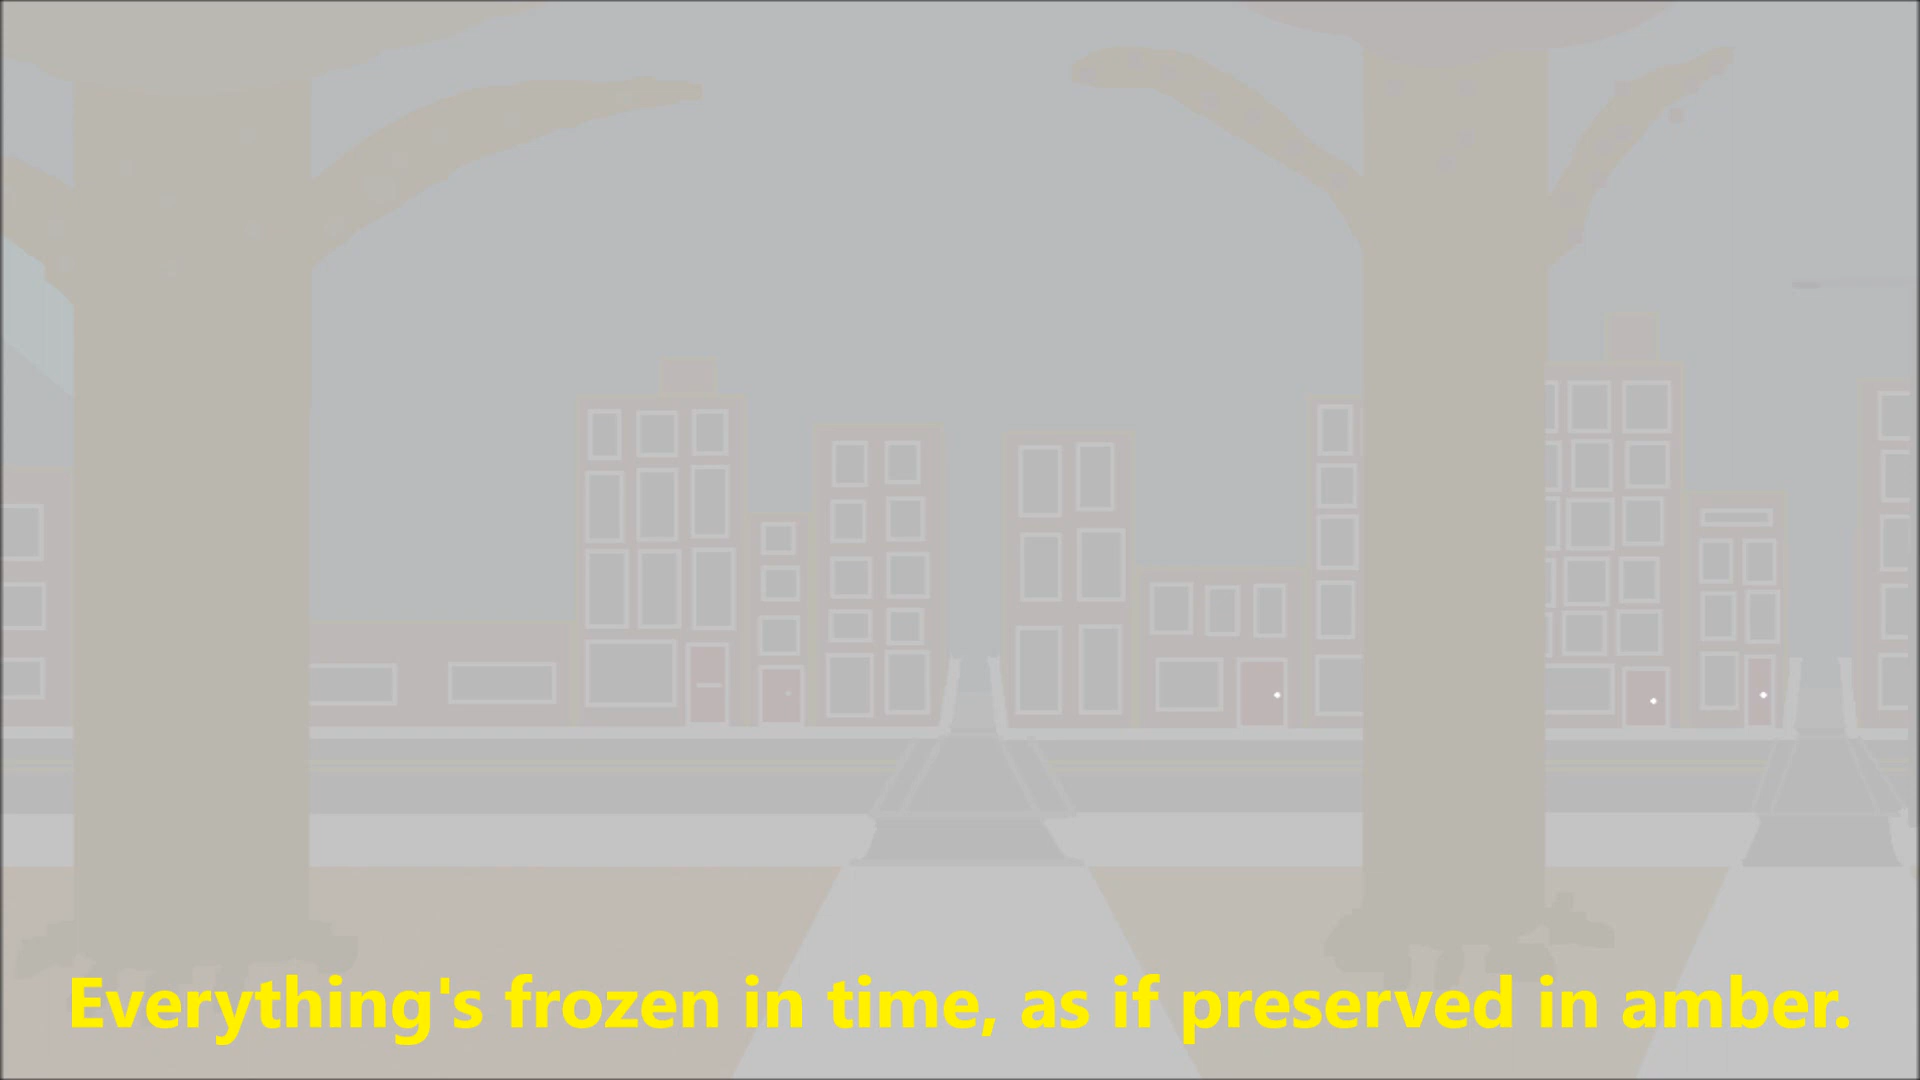 Everything's frozen in time, as if preserved in amber.